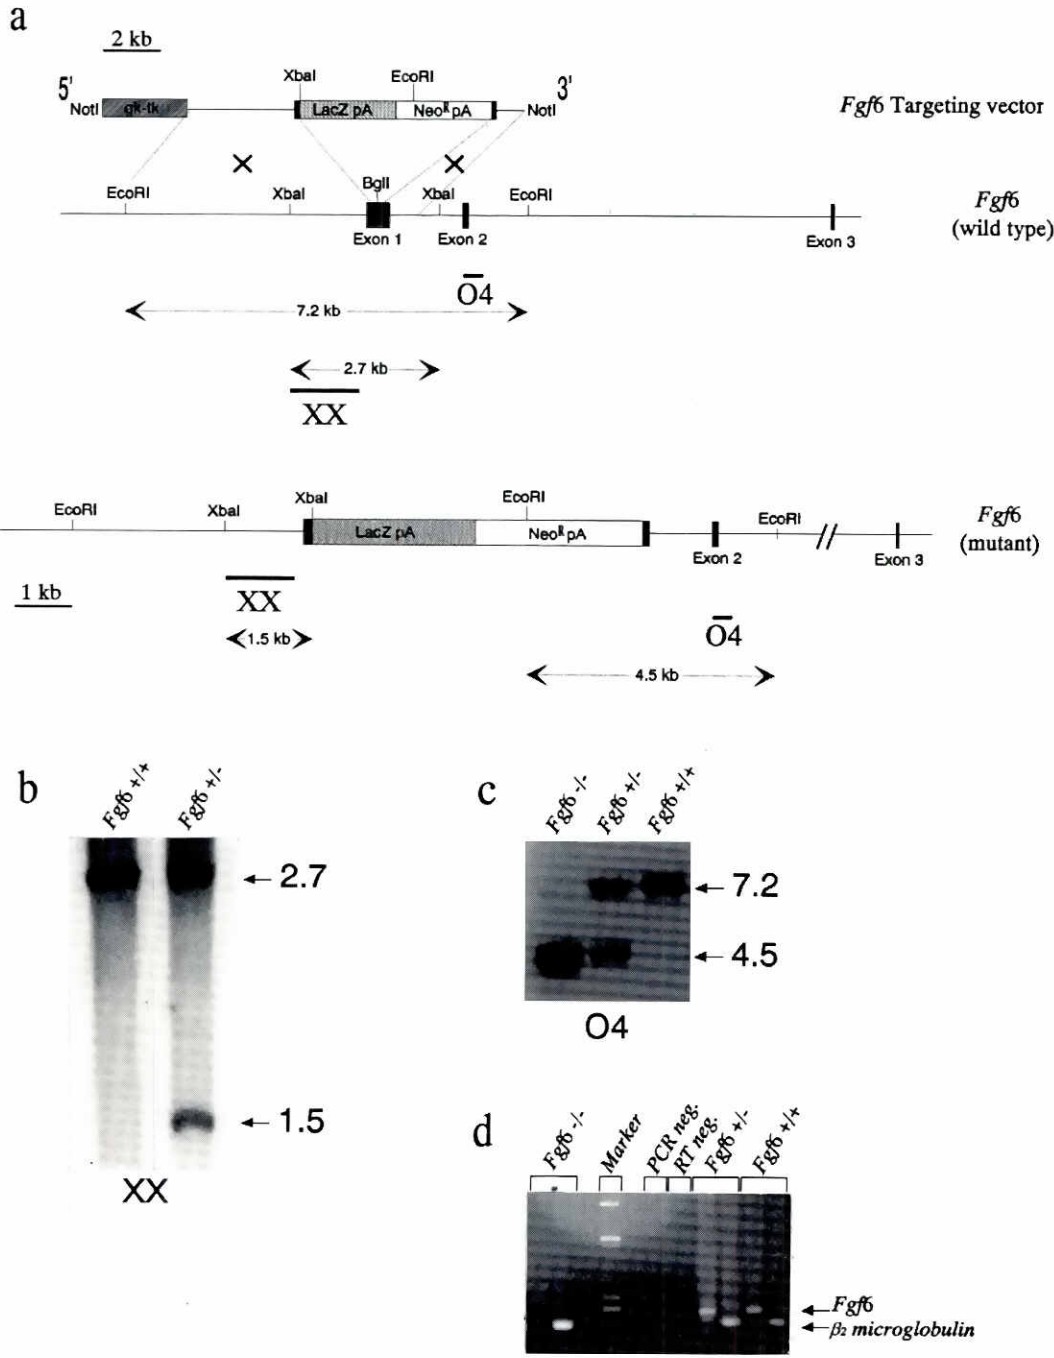 a
2 kb
5'
XbaI
EcoRI
3'
NotI
gk-tk
LacZ pA
NeoR pA
NotI
Fgf6 Targeting vector
EcoRI
XbaI
BglI
XbaI
EcoRI
Exon 1
Exon 2
Exon 3
Fgf6
(wild type)
O4
7.2 kb
2.7 kb
XX
EcoRI
XbaI
XbaI
EcoRI
EcoRI
LacZ pA
NeoR pA
Exon 2
Exon 3
Fgf6
(mutant)
1 kb
XX
O4
1.5 kb
4.5 kb
b
Fgf6 +/+
Fgf6 +/-
2.7
1.5
XX
c
Fgf6 -/-
Fgf6 +/-
Fgf6 +/+
7.2
4.5
O4
d
Fgf6 -/-
Marker
PCR neg.
RT neg.
Fgf6 +/-
Fgf6 +/+
Fgf6
β2 microglobulin